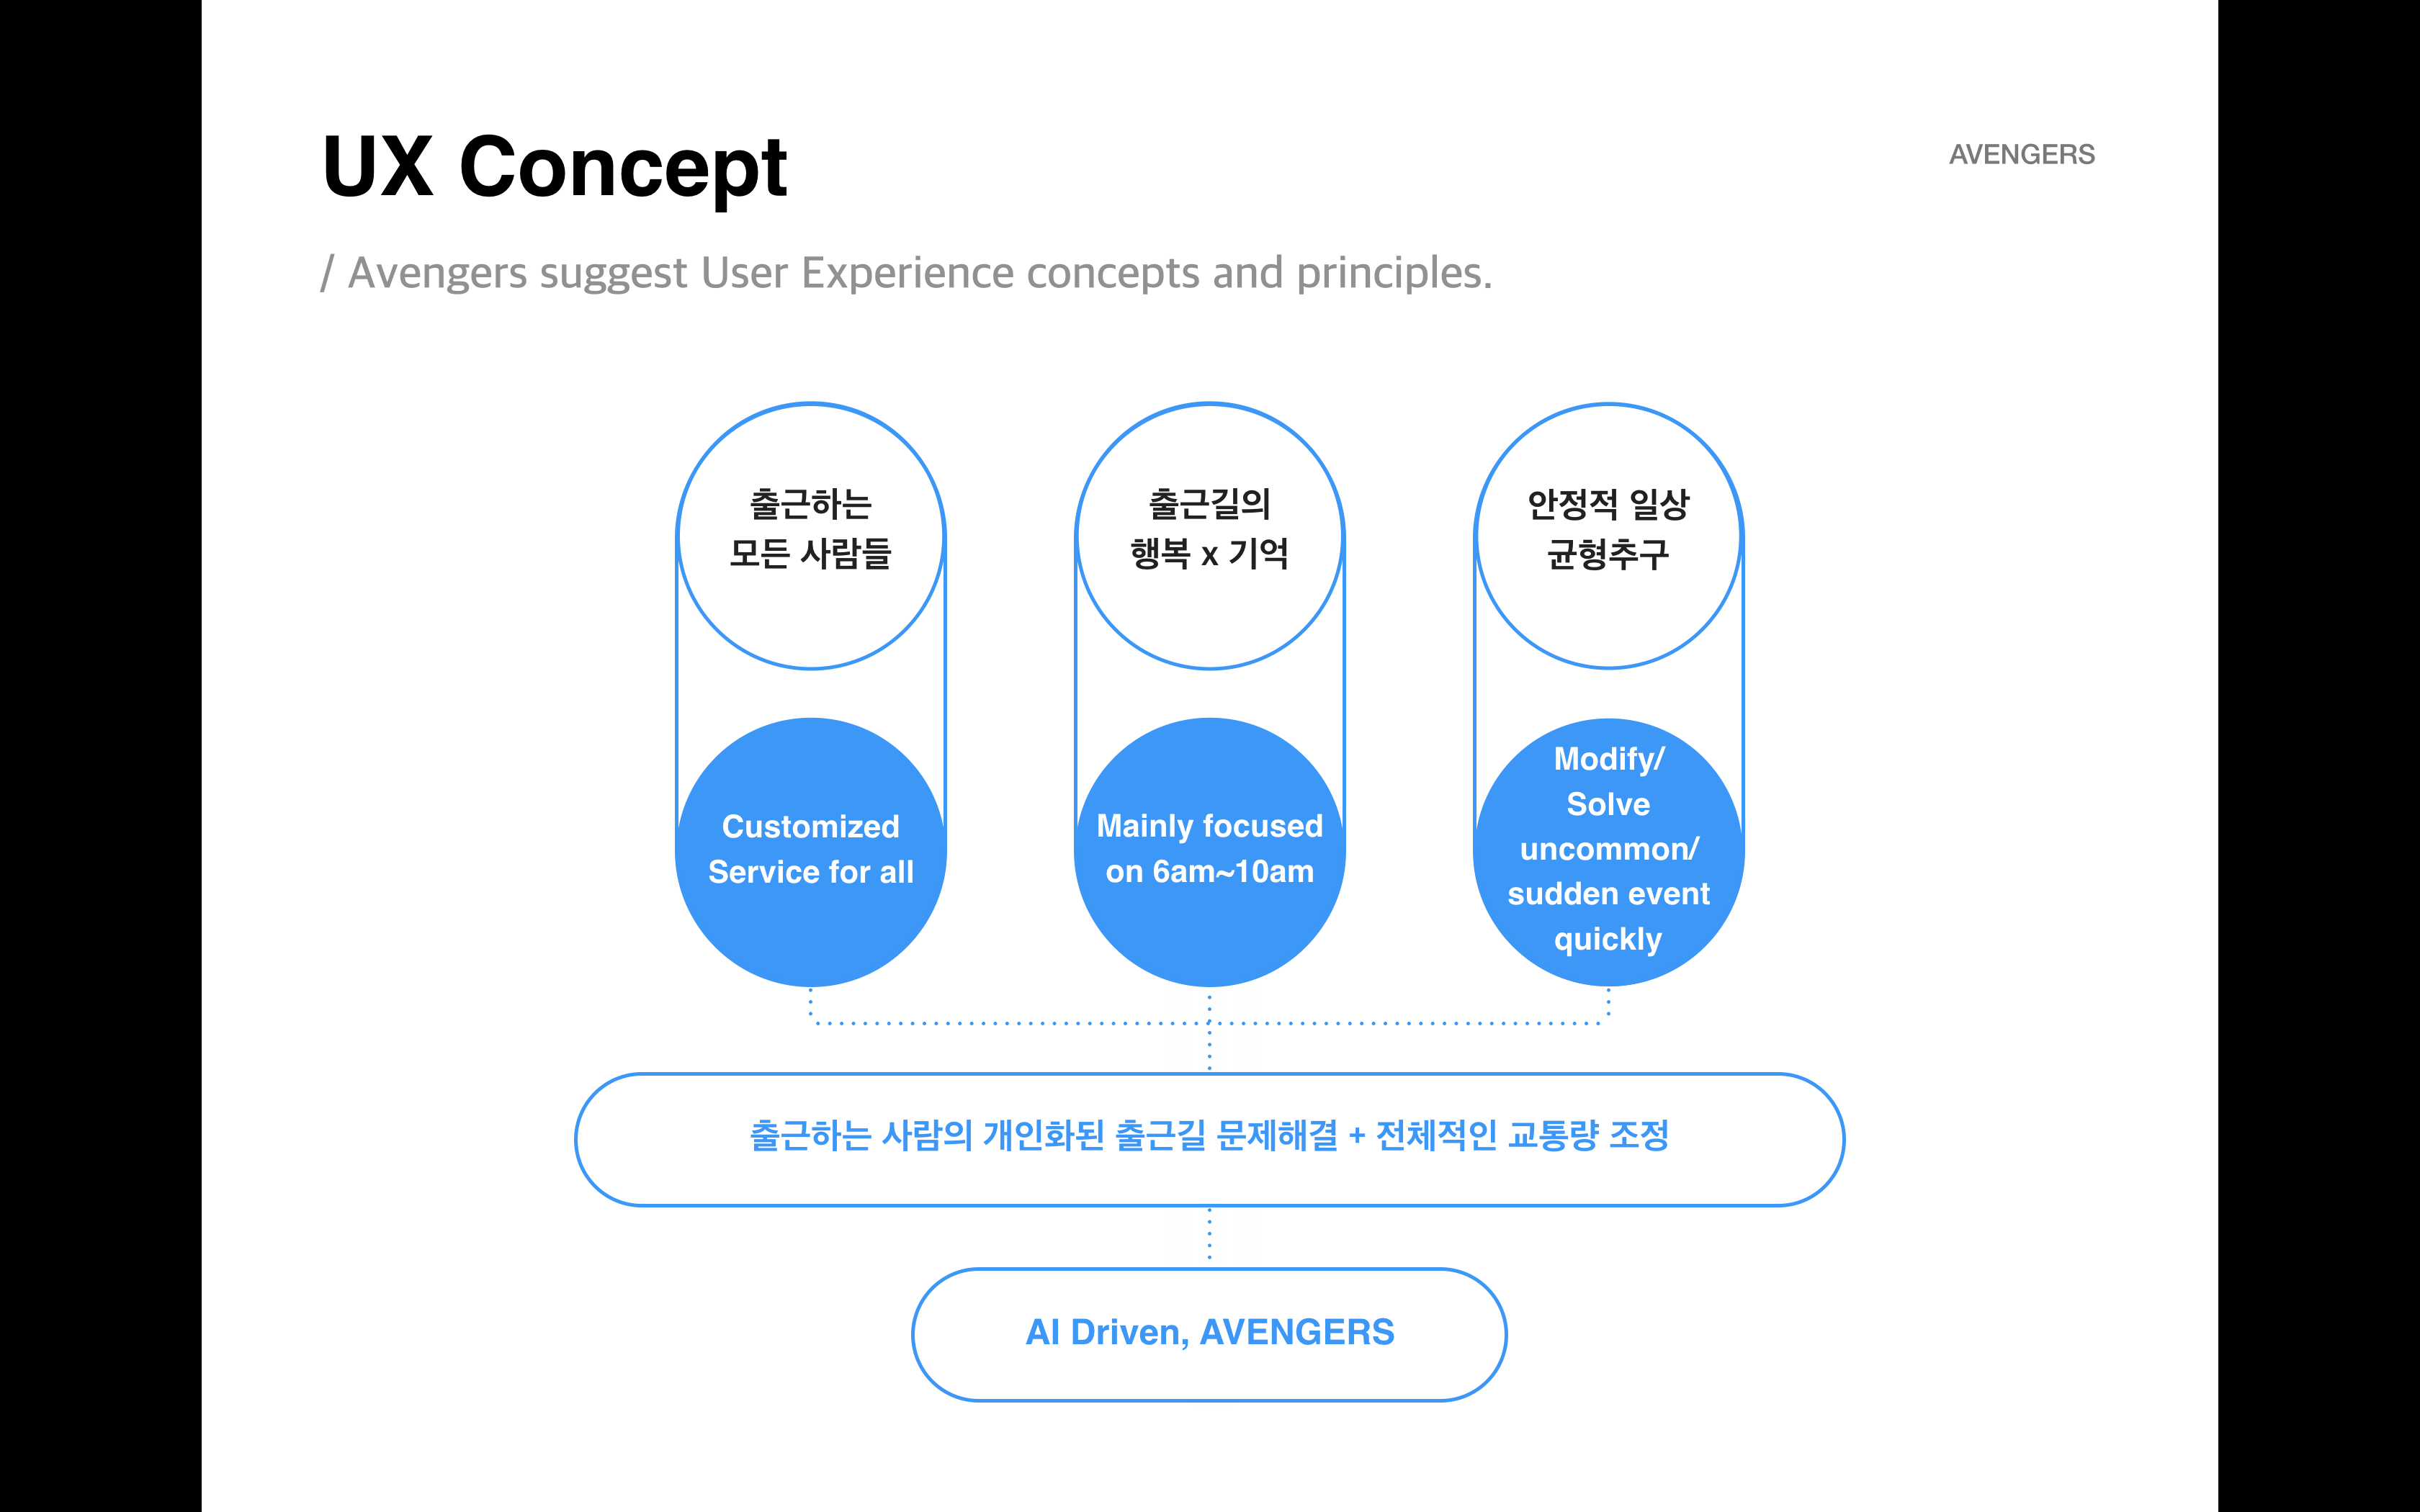 UX Concept
AVENGERS
/ Avengers suggest User Experience concepts and principles.
출근하는
모든 사람들
출근길의
행복 x 기억
안정적 일상
균형추구
Customized
Service for all
Mainly focused
on 6am~10am
Modify/
Solve
uncommon/
sudden event
quickly
출근하는 사람의 개인화된 출근길 문제해결 + 전체적인 교통량 조정
AI Driven, AVENGERS